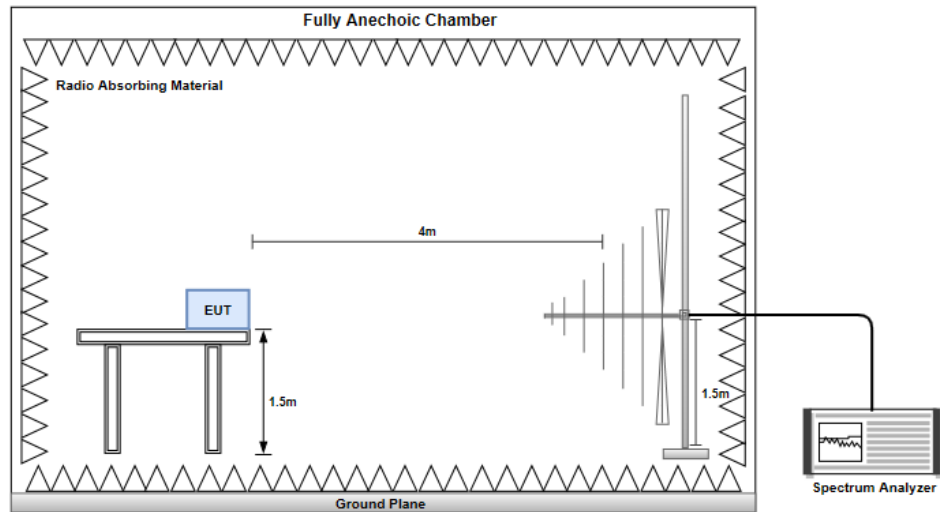 Fully Anechoic Chamber
Radio Absorbing Material
4m
EUT
1.5m
1.5m
Spectrum Analyzer
Ground Plane